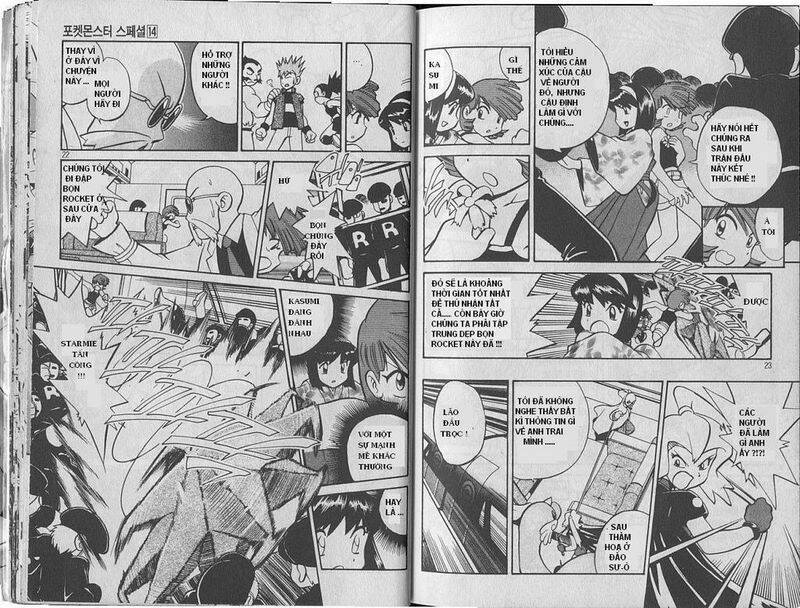 포켓몬스터 스페셜 14
THAY VÌ
Ở ĐÂY VÌ
CHUYỆN
NÀY ...
MỌI
NGƯỜI
HÃY ĐI
HỖ TRỢ
NHỮNG
NGƯỜI
KHÁC !!
...
22
CHÚNG TÔI
ĐI ĐẬP
BỌN
ROCKET Ở
SAU CỬA
ĐÂY
HỪ
BỌN
CHÚNG
ĐÂY
RỒI
R
R
STARMIE
TẤN
CÔNG
!!!
KASUMI
ĐANG
ĐÁNH
NHAU
VỚI MỘT
SỰ MẠNH
MẼ KHÁC
THƯỜNG
HAY
LÀ ...
KA
SU
MI
GÌ
THẾ
TÔI HIỂU
NHỮNG CẢM
XÚC CỦA CẬU
VỀ NGƯỜI
ĐÓ, NHƯNG
CẬU ĐỊNH
LÀM GÌ VỚI
CHÚNG....
HÃY NÓI HẾT
CHÚNG RA
SAU KHI
TRẬN ĐẤU
NÀY KẾT
THÚC NHÉ !!
À
TÔI
ĐÓ SẼ LÀ KHOẢNG
THỜI GIAN TỐT NHẤT
ĐỂ THÚ NHẬN TẤT
CẢ..... CÒN BÂY GIỜ
CHÚNG TA PHẢI TẬP
TRUNG DẸP BỌN
ROCKET NÀY ĐÃ !!!
ĐƯỢC
23
LÃO
ĐẦU
TRỌC !
TÔI ĐÃ KHÔNG
NGHE THẤY BẤT
KÌ THÔNG TIN GÌ
VỀ ANH TRAI
MÌNH .....
SAU
THẢM
HOẠ Ở
ĐẢO
SƯ-Ô
CÁC
NGƯỜI
ĐÃ LÀM
GÌ ANH
ẤY ?!?!